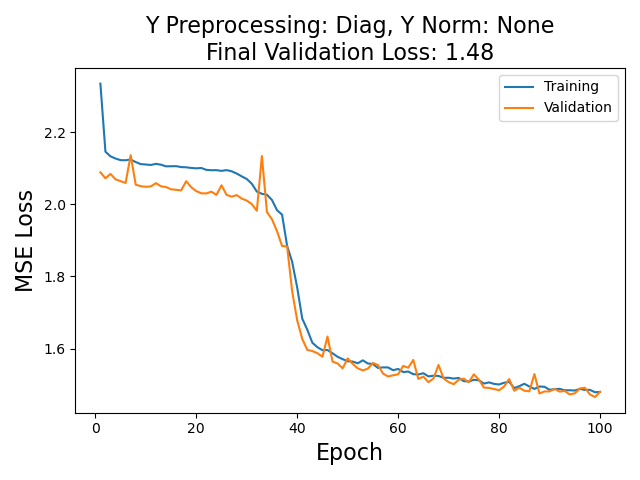 Y Preprocessing: Diag, Y Norm: None
Final Validation Loss: 1.48
Training
Validation
MSE Loss
2.2
2.0
1.8
1.6
0
20
40
60
80
100
Epoch